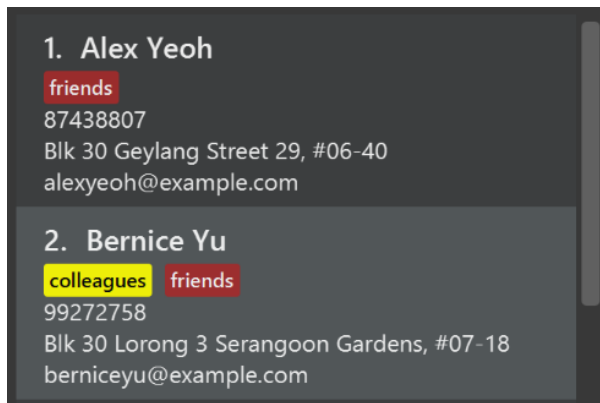 1. Alex Yeoh
friends
87438807
Blk 30 Geylang Street 29, #06-40
alexyeoh@example.com
2. Bernice Yu
colleagues friends
99272758
Blk 30 Lorong 3 Serangoon Gardens, #07-18
berniceyu@example.com